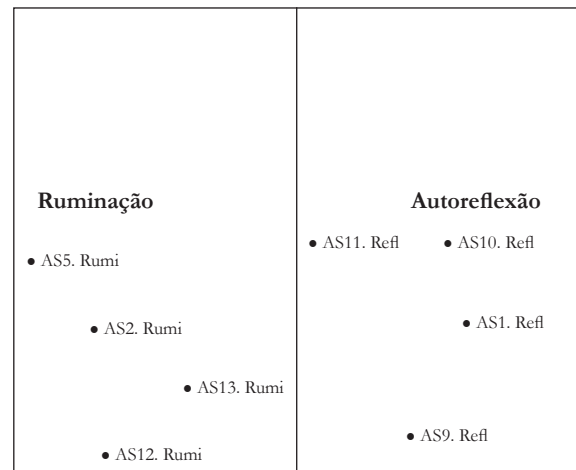 Ruminação
AS5. Rumi
AS2. Rumi
AS13. Rumi
AS12. Rumi
Autoreflexão
AS11. Refl
AS10. Refl
AS1. Refl
AS9. Refl